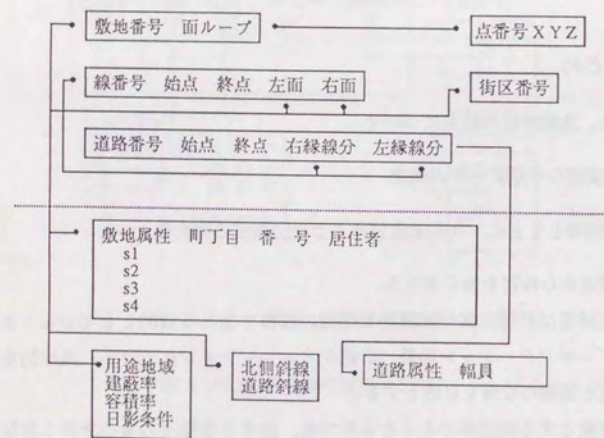 敷地番号 面ループ
点番号XYZ
線番号 始点 終点 左面 右面
街区番号
道路番号 始点 終点 右縁線分 左縁線分
敷地属性 町丁目 番 号 居住者
s1
s2
s3
s4
用途地域
建蔽率
容積率
日影条件
北側斜線
道路斜線
道路属性 幅員